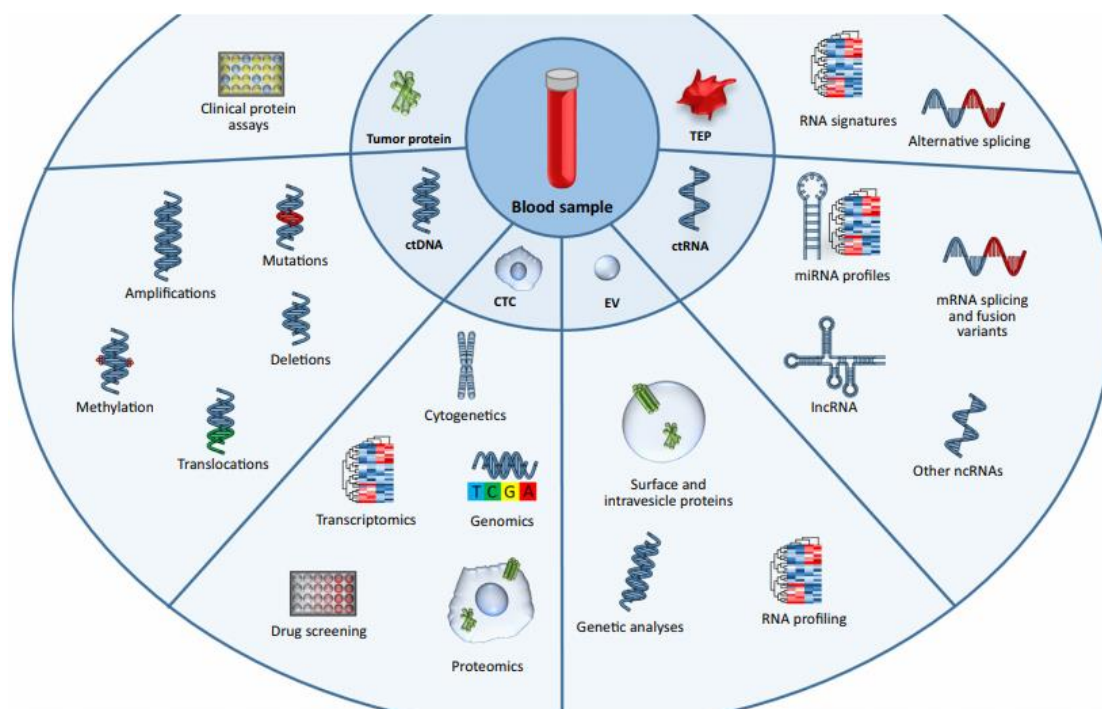 Clinical protein
assays
Tumor protein
TEP
RNA signatures
Alternative splicing
Blood sample
ctDNA
ctRNA
CTC
EV
Mutations
Amplifications
Deletions
Methylation
Translocations
miRNA profiles
mRNA splicing
and fusion
variants
lncRNA
Other ncRNAs
Cytogenetics
Transcriptomics
T C G A
Genomics
Drug screening
Proteomics
Surface and
intravesicle proteins
Genetic analyses
RNA profiling